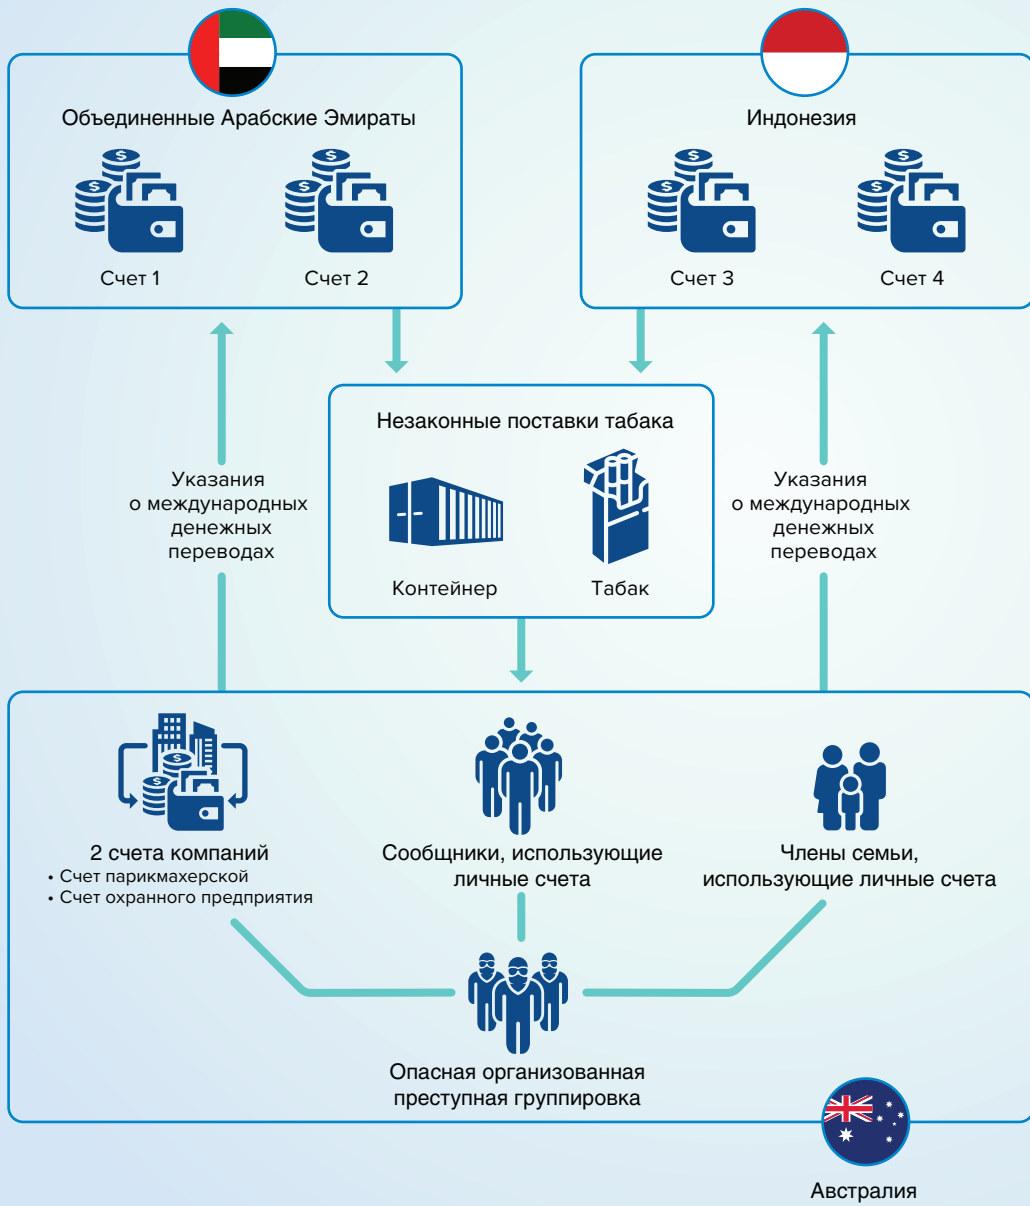 Объединенные Арабские Эмираты
Счет 1
Счет 2
Индонезия
Счет 3
Счет 4
Незаконные поставки табака
Контейнер
Табак
Указания
о международных
денежных
переводах
Указания
о международных
денежных
переводах
2 счета компаний
• Счет парикмахерской
• Счет охранного предприятия
Сообщники, использующие
личные счета
Члены семьи,
использующие личные счета
Опасная организованная
преступная группировка
Австралия